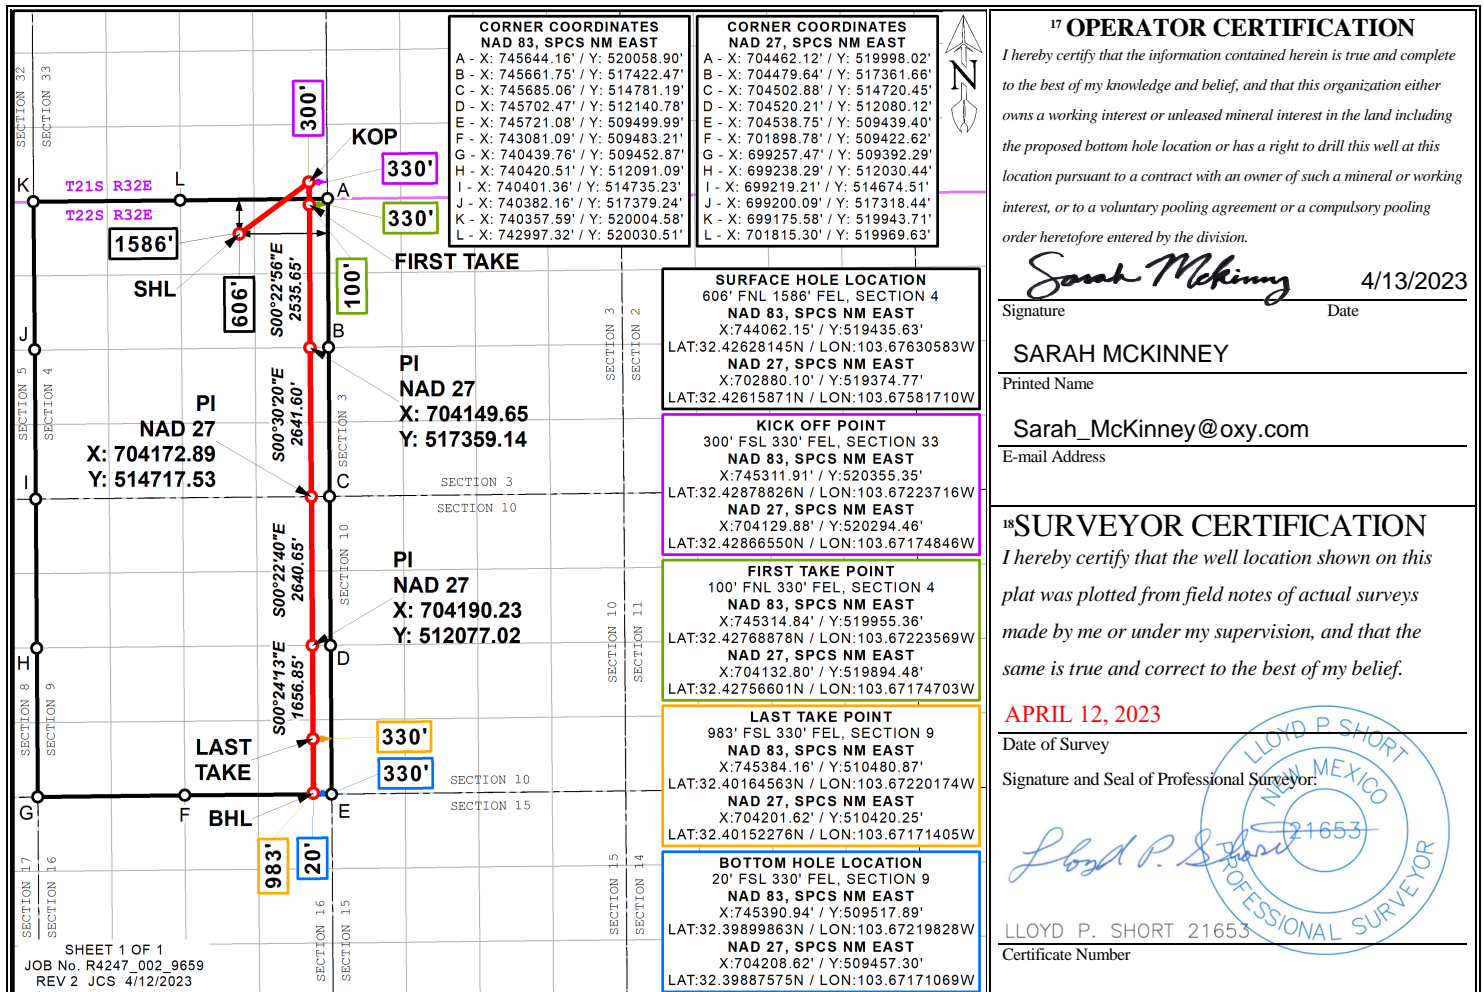 SECTION 32
SECTION 33
300'
KOP
330'
K
T21S R32E
L
A
T22S R32E
330'
1586'
SHL
606'
FIRST TAKE
100'
S00°22'56"E
2535.65'
J
B
SECTION 5
SECTION 4
SECTION 3
SECTION 3
SECTION 2
PI
NAD 27
X: 704149.65
Y: 517359.14
S00°30'20"E
2641.60'
PI
NAD 27
X: 704172.89
Y: 514717.53
I
C
SECTION 3
SECTION 10
SECTION 10
S00°22'40"E
2640.65'
PI
NAD 27
X: 704190.23
Y: 512077.02
SECTION 10
SECTION 11
H
D
SECTION 8
SECTION 9
S00°24'13"E
1656.85'
LAST
TAKE
330'
330'
SECTION 10
SECTION 15
G
F
BHL
E
983'
20'
SECTION 17
SECTION 16
SECTION 16
SECTION 15
SECTION 15
SECTION 14
SHEET 1 OF 1
JOB No. R4247_002_9659
REV 2 JCS 4/12/2023
CORNER COORDINATES
NAD 83, SPCS NM EAST
A - X: 745644.16' / Y: 520058.90'
B - X: 745661.75' / Y: 517422.47'
C - X: 745685.06' / Y: 514781.19'
D - X: 745702.47' / Y: 512140.78'
E - X: 745721.08' / Y: 509499.99'
F - X: 743081.09' / Y: 509483.21'
G - X: 740439.76' / Y: 509452.87'
H - X: 740420.51' / Y: 512091.09'
I - X: 740401.36' / Y: 514735.23'
J - X: 740382.16' / Y: 517379.24'
K - X: 740357.59' / Y: 520004.58'
L - X: 742997.32' / Y: 520030.51'
CORNER COORDINATES
NAD 27, SPCS NM EAST
A - X: 704462.12' / Y: 519998.02'
B - X: 704479.64' / Y: 517361.66'
C - X: 704502.88' / Y: 514720.45'
D - X: 704520.21' / Y: 512080.12'
E - X: 704538.75' / Y: 509439.40'
F - X: 701898.78' / Y: 509422.62'
G - X: 699257.47' / Y: 509392.29'
H - X: 699238.29' / Y: 512030.44'
I - X: 699219.21' / Y: 514674.51'
J - X: 699200.09' / Y: 517318.44'
K - X: 699175.58' / Y: 519943.71'
L - X: 701815.30' / Y: 519969.63'
N
SURFACE HOLE LOCATION
606' FNL 1586' FEL, SECTION 4
NAD 83, SPCS NM EAST
X:744062.15' / Y:519435.63'
LAT:32.42628145N / LON:103.67630583W
NAD 27, SPCS NM EAST
X:702880.10' / Y:519374.77'
LAT:32.42615871N / LON:103.67581710W
KICK OFF POINT
300' FSL 330' FEL, SECTION 33
NAD 83, SPCS NM EAST
X:745311.91' / Y:520355.35'
LAT:32.42878826N / LON:103.67223716W
NAD 27, SPCS NM EAST
X:704129.88' / Y:520294.46'
LAT:32.42866550N / LON:103.67174846W
FIRST TAKE POINT
100' FNL 330' FEL, SECTION 4
NAD 83, SPCS NM EAST
X:745314.84' / Y:519955.36'
LAT:32.42768878N / LON:103.67223569W
NAD 27, SPCS NM EAST
X:704132.80' / Y:519894.48'
LAT:32.42756601N / LON:103.67174703W
LAST TAKE POINT
983' FSL 330' FEL, SECTION 9
NAD 83, SPCS NM EAST
X:745384.16' / Y:510480.87'
LAT:32.40164563N / LON:103.67220174W
NAD 27, SPCS NM EAST
X:704201.62' / Y:510420.25'
LAT:32.40152276N / LON:103.67171405W
BOTTOM HOLE LOCATION
20' FSL 330' FEL, SECTION 9
NAD 83, SPCS NM EAST
X:745390.94' / Y:509517.89'
LAT:32.39899863N / LON:103.67219828W
NAD 27, SPCS NM EAST
X:704208.62' / Y:509457.30'
LAT:32.39887575N / LON:103.67171069W
17 OPERATOR CERTIFICATION
I hereby certify that the information contained herein is true and complete
to the best of my knowledge and belief, and that this organization either
owns a working interest or unleased mineral interest in the land including
the proposed bottom hole location or has a right to drill this well at this
location pursuant to a contract with an owner of such a mineral or working
interest, or to a voluntary pooling agreement or a compulsory pooling
order heretofore entered by the division.
Sarah McKinney 4/13/2023
Signature Date
SARAH MCKINNEY
Printed Name
Sarah_McKinney@oxy.com
E-mail Address
18 SURVEYOR CERTIFICATION
I hereby certify that the well location shown on this
plat was plotted from field notes of actual surveys
made by me or under my supervision, and that the
same is true and correct to the best of my belief.
APRIL 12, 2023
Date of Survey
Signature and Seal of Professional Surveyor:
LLOYD P SHORT
NEW MEXICO
21653
PROFESSIONAL SURVEYOR
Lloyd P. Short
LLOYD P. SHORT 21653
Certificate Number